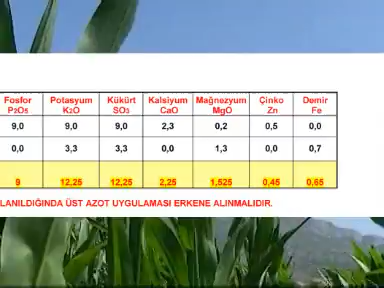 Fosfor Potasyum Kükürt Kalsiyum Mağnezyum Çinko Demir
P2O5 K2O SO3 CaO MgO Zn Fe
9,0 9,0 9,0 2,3 0,2 0,5 0,0
0,0 3,3 3,3 0,0 1,3 0,0 0,7
9 12,25 12,25 2,25 1,525 0,45 0,65
LANILDIĞINDA ÜST AZOT UYGULAMASI ERKENE ALINMALIDIR.